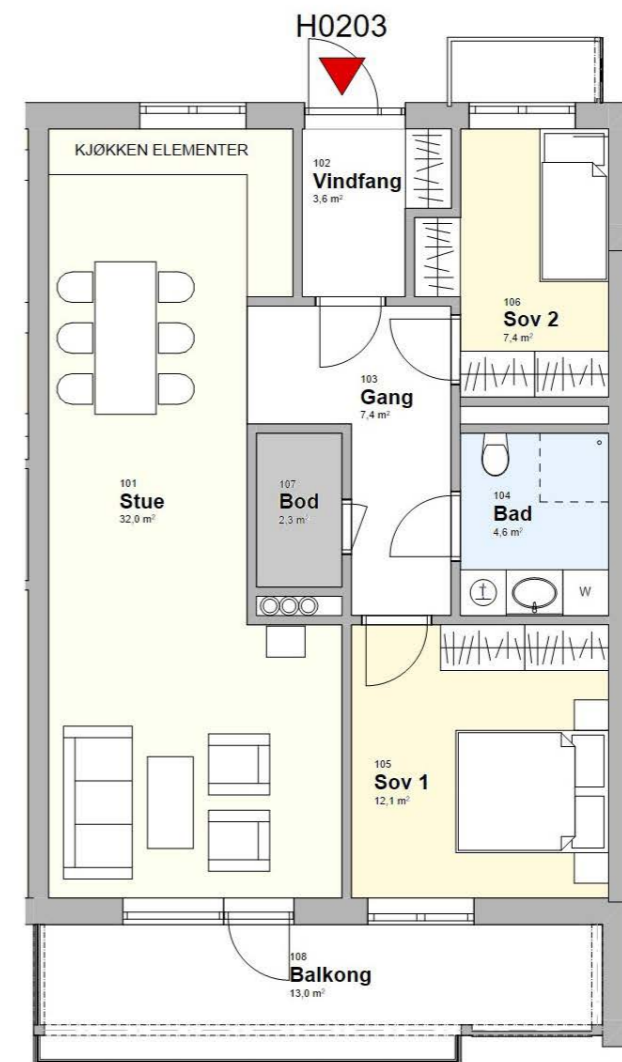 H0203
KJØKKEN ELEMENTER
102
Vindfang
3,6 m²
106
Sov 2
7,4 m²
103
Gang
7,4 m²
101
Stue
32,0 m²
107
Bod
2,3 m²
104
Bad
4,6 m²
W
105
Sov 1
12,1 m²
108
Balkong
13,0 m²